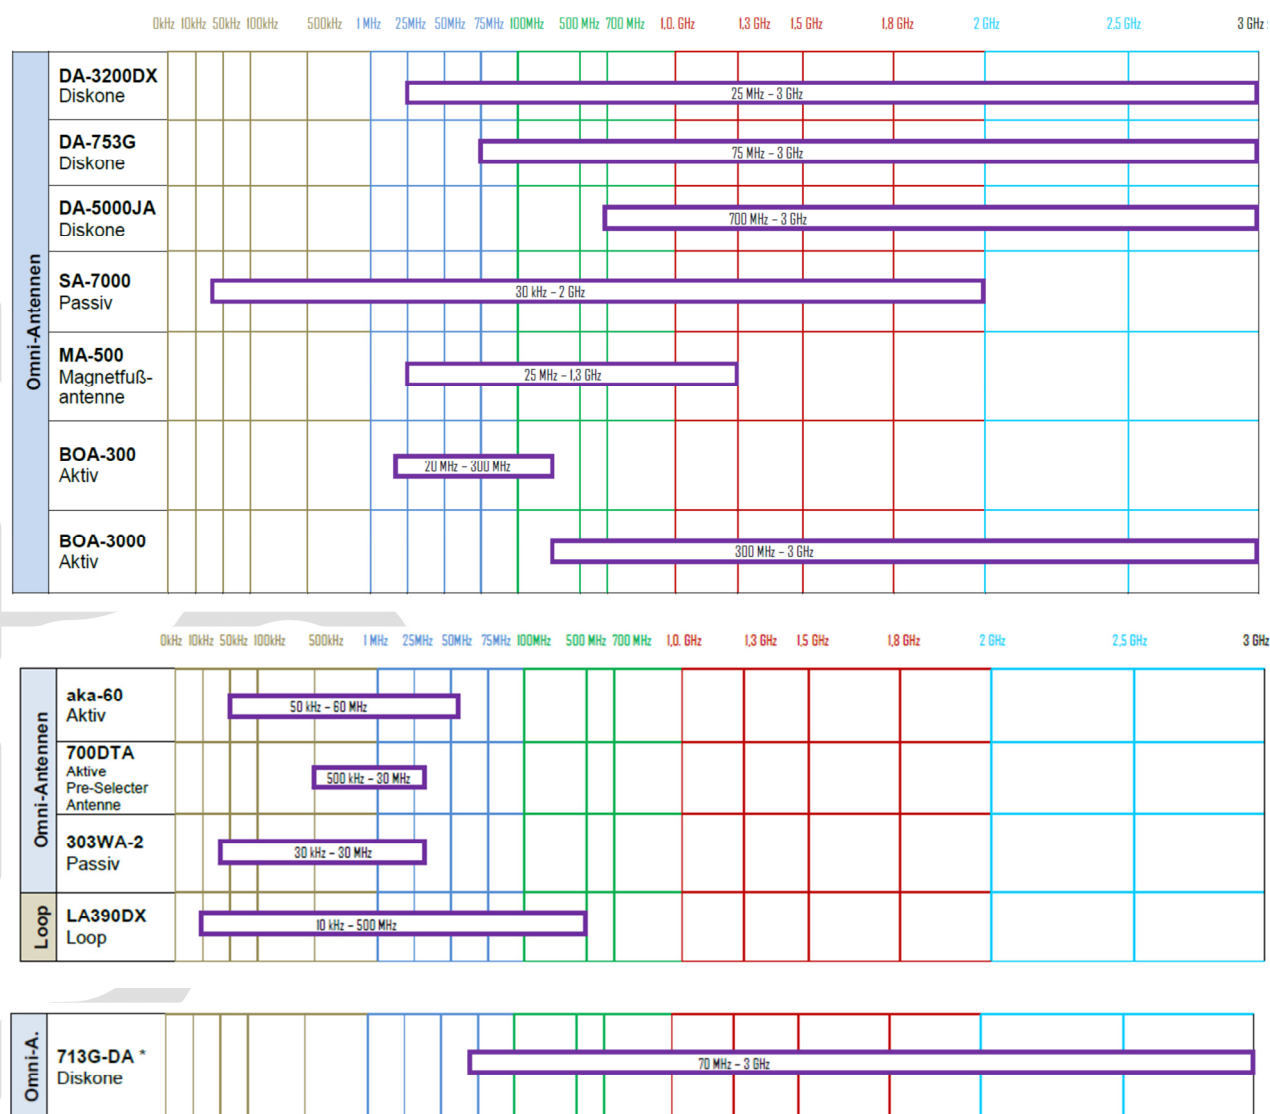 0kHz 10kHz 50kHz 100kHz 500kHz 1 MHz 25MHz 50MHz 75MHz 100MHz 500 MHz 700 MHz 1,0. GHz 1,3 GHz 1,5 GHz 1,8 GHz 2 GHz 2,5 GHz 3 GHz
Omni-Antennen
DA-3200DX
Diskone
25 MHz – 3 GHz
DA-753G
Diskone
75 MHz – 3 GHz
DA-5000JA
Diskone
700 MHz – 3 GHz
SA-7000
Passiv
30 kHz – 2 GHz
MA-500
Magnetfuß-
antenne
25 MHz – 1,3 GHz
BOA-300
Aktiv
20 MHz – 300 MHz
BOA-3000
Aktiv
300 MHz – 3 GHz
0kHz 10kHz 50kHz 100kHz 500kHz 1 MHz 25MHz 50MHz 75MHz 100MHz 500 MHz 700 MHz 1,0. GHz 1,3 GHz 1,5 GHz 1,8 GHz 2 GHz 2,5 GHz 3 GHz
Omni-Antennen
aka-60
Aktiv
50 kHz – 60 MHz
700DTA
Aktive
Pre-Selecter
Antenne
500 kHz – 30 MHz
303WA-2
Passiv
30 kHz – 30 MHz
Loop
LA390DX
Loop
10 kHz – 500 MHz
Omni-A.
713G-DA *
Diskone
70 MHz – 3 GHz